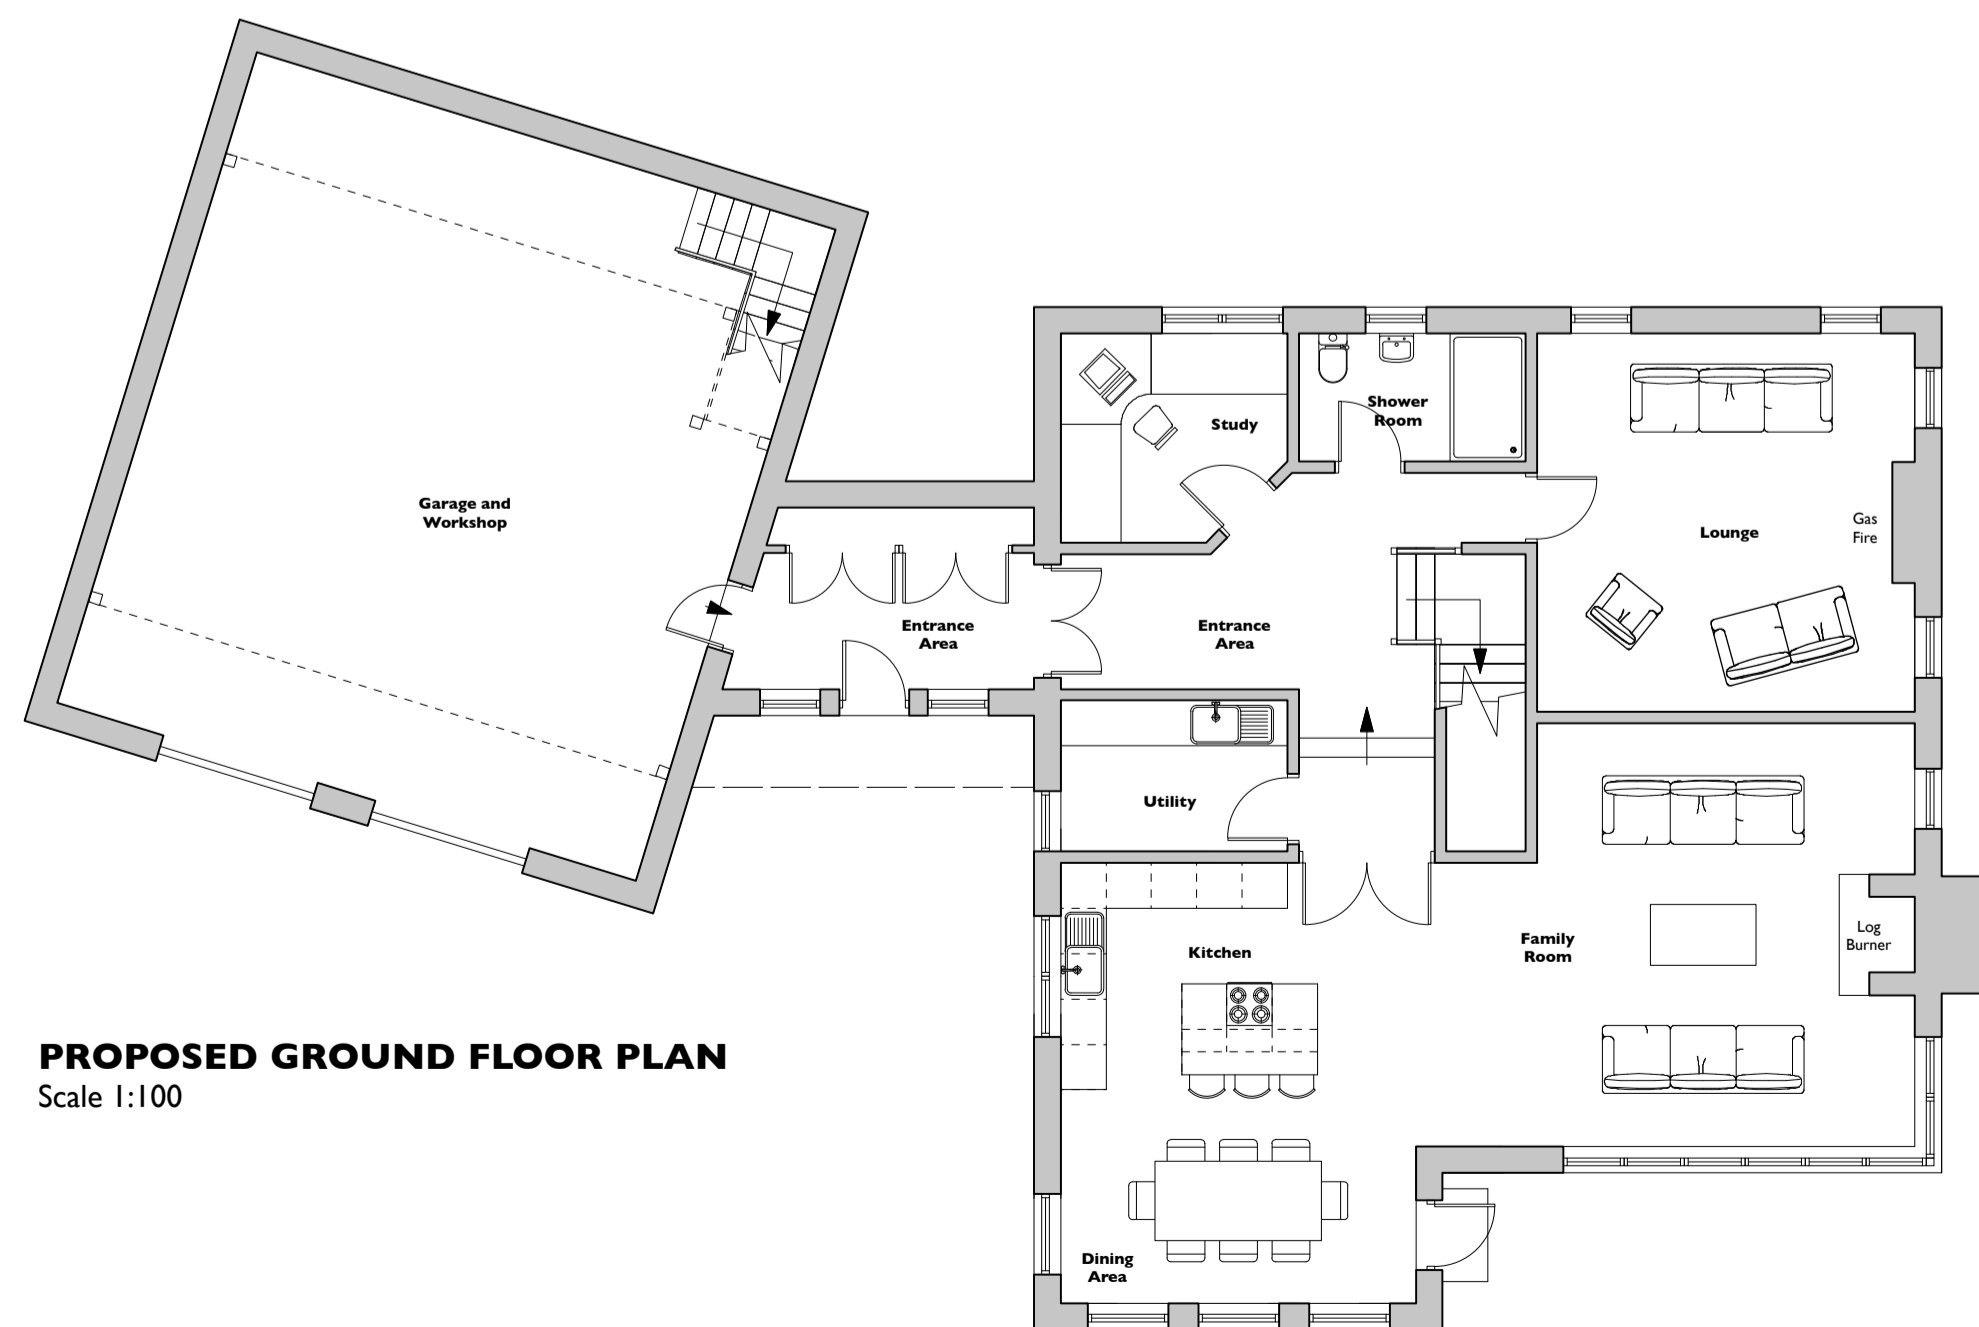 Shower
Room
Study
Garage and
Workshop
Gas
Fire
Lounge
Entrance
Area
Entrance
Area
Utility
Log
Burner
Family
Room
Kitchen
PROPOSED GROUND FLOOR PLAN
Scale 1:100
Dining
Area